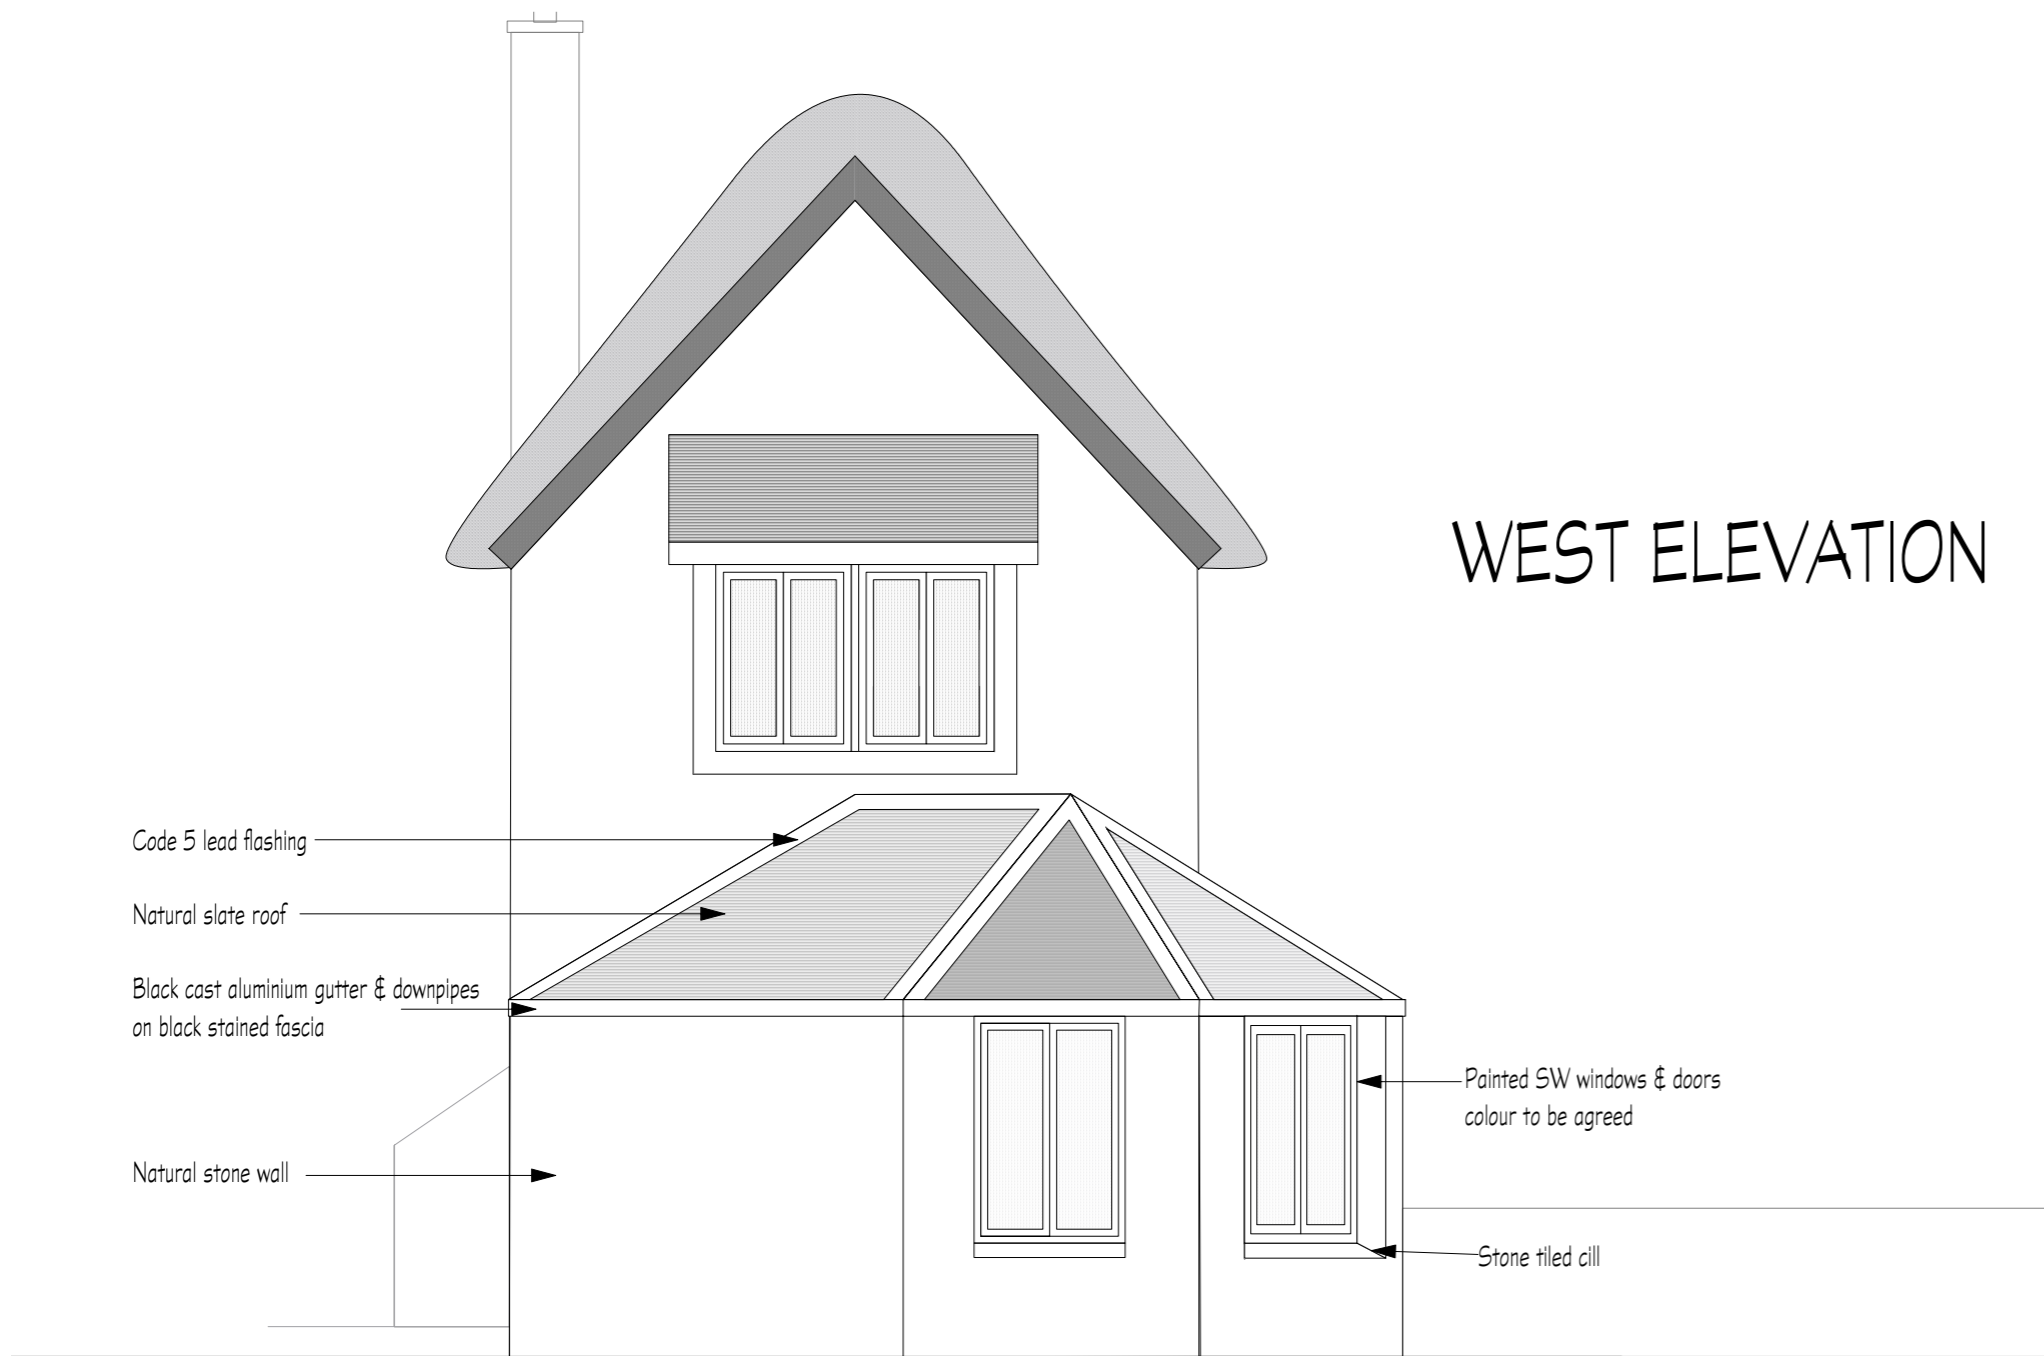 WEST ELEVATION
Code 5 lead flashing
Natural slate roof
Black cast aluminium gutter & downpipes
on black stained fascia
Natural stone wall
Painted SW windows & doors
colour to be agreed
Stone tiled cill